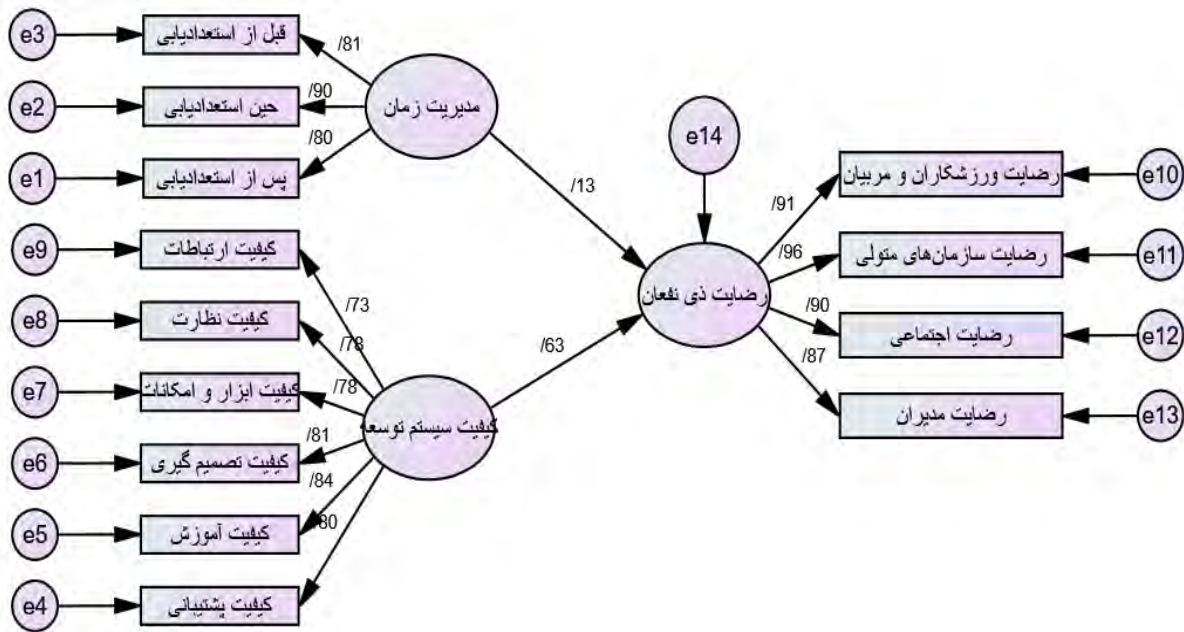 e3
قبل از استعدادیابی
/81
e2
حین استعدادیابی
/90
مدیریت زمان
e1
پس از استعدادیابی
/80
/13
e14
e9
کیفیت ارتباطات
/73
e8
کیفیت نظارت
/78
e7
کیفیت ابزار و امکانات
/78
e6
کیفیت تصمیم گیری
/81
کیفیت سیستم توسعه
/63
e5
کیفیت آموزش
/84
e4
کیفیت پشتیبانی
/80
رضایت ذی نفعان
/91
رضایت ورزشکاران و مربیان
e10
/96
رضایت سازمان‌های متولی
e11
/90
رضایت اجتماعی
e12
/87
رضایت مدیران
e13